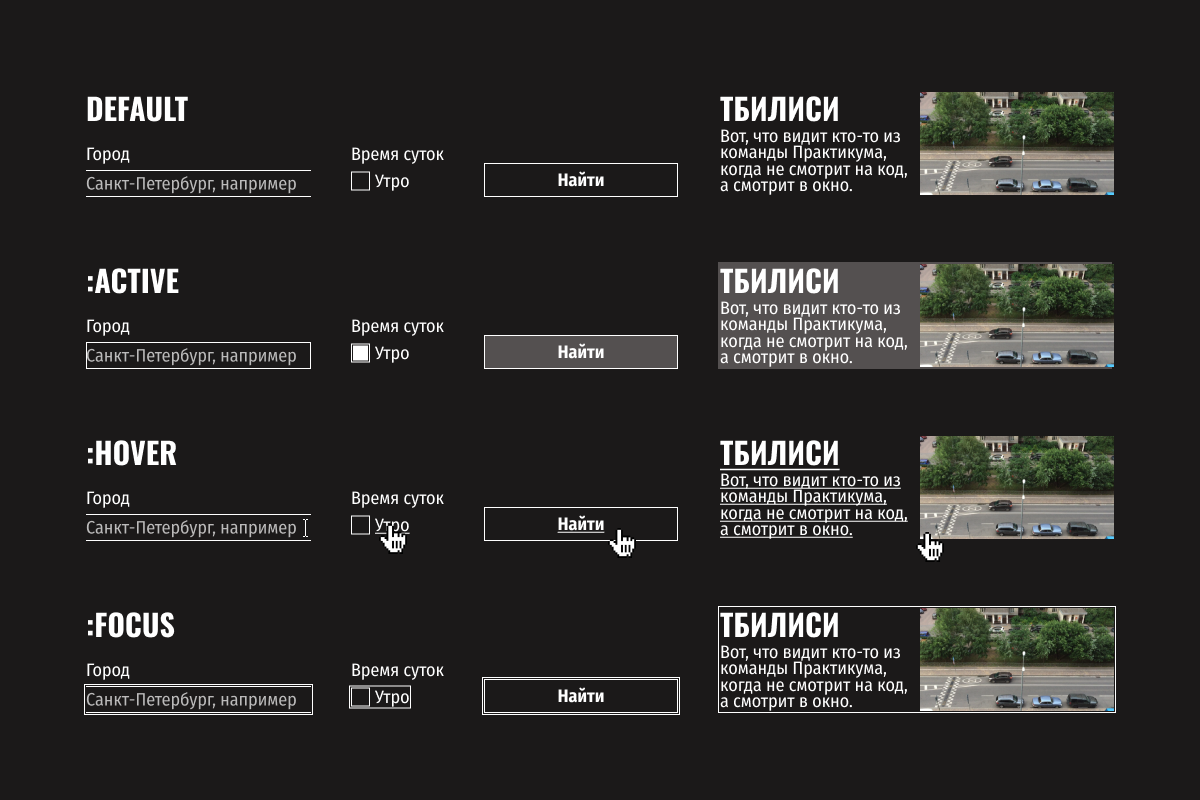 DEFAULT
Город
Санкт-Петербург, например
Время суток
Утро
Найти
ТБИЛИСИ
Вот, что видит кто-то из
команды Практикума,
когда не смотрит на код,
а смотрит в окно.
:ACTIVE
Город
Санкт-Петербург, например
Время суток
Утро
Найти
ТБИЛИСИ
Вот, что видит кто-то из
команды Практикума,
когда не смотрит на код,
а смотрит в окно.
:HOVER
Город
Санкт-Петербург, например
Время суток
Утро
Найти
ТБИЛИСИ
Вот, что видит кто-то из
команды Практикума,
когда не смотрит на код,
а смотрит в окно.
:FOCUS
Город
Санкт-Петербург, например
Время суток
Утро
Найти
ТБИЛИСИ
Вот, что видит кто-то из
команды Практикума,
когда не смотрит на код,
а смотрит в окно.